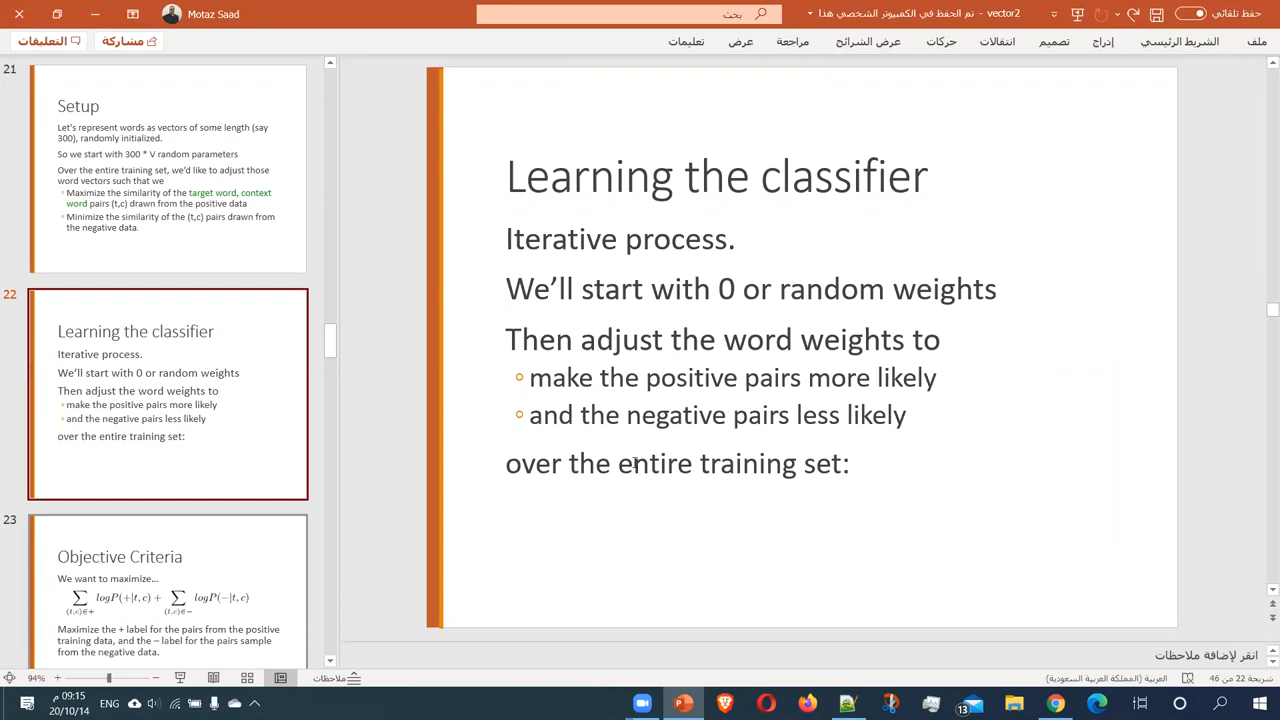 Motaz Saad
بحث
vector2 - تم الحفظ في الكمبيوتر الشخصي هذا
حفظ تلقائي
التعليقات
مشاركة
ملف
الشريط الرئيسي
إدراج
تصميم
انتقالات
حركات
عرض الشرائح
مراجعة
عرض
تعليمات
21
Setup
Let's represent words as vectors of some length (say
300), randomly initialized.
So we start with 300 * V random parameters
Over the entire training set, we'd like to adjust those
word vectors such that we
◦ Maximize the similarity of the target word, context
word pairs (t,c) drawn from the positive data
◦ Minimize the similarity of the (t,c) pairs drawn from
the negative data.
22
Learning the classifier
Iterative process.
We'll start with 0 or random weights
Then adjust the word weights to
◦ make the positive pairs more likely
◦ and the negative pairs less likely
over the entire training set:
23
Objective Criteria
We want to maximize…
∑ logP(+|t, c) + ∑ logP(−|t, c)
(t,c)∈+ (t,c)∈−
Maximize the + label for the pairs from the positive
training data, and the – label for the pairs sample
from the negative data.
Learning the classifier
Iterative process.
We'll start with 0 or random weights
Then adjust the word weights to
◦ make the positive pairs more likely
◦ and the negative pairs less likely
over the entire training set:
انقر لإضافة ملاحظات
شريحة 22 من 46
العربية (المملكة العربية السعودية)
ملاحظات
94%
09:15
20/10/14
ENG
13